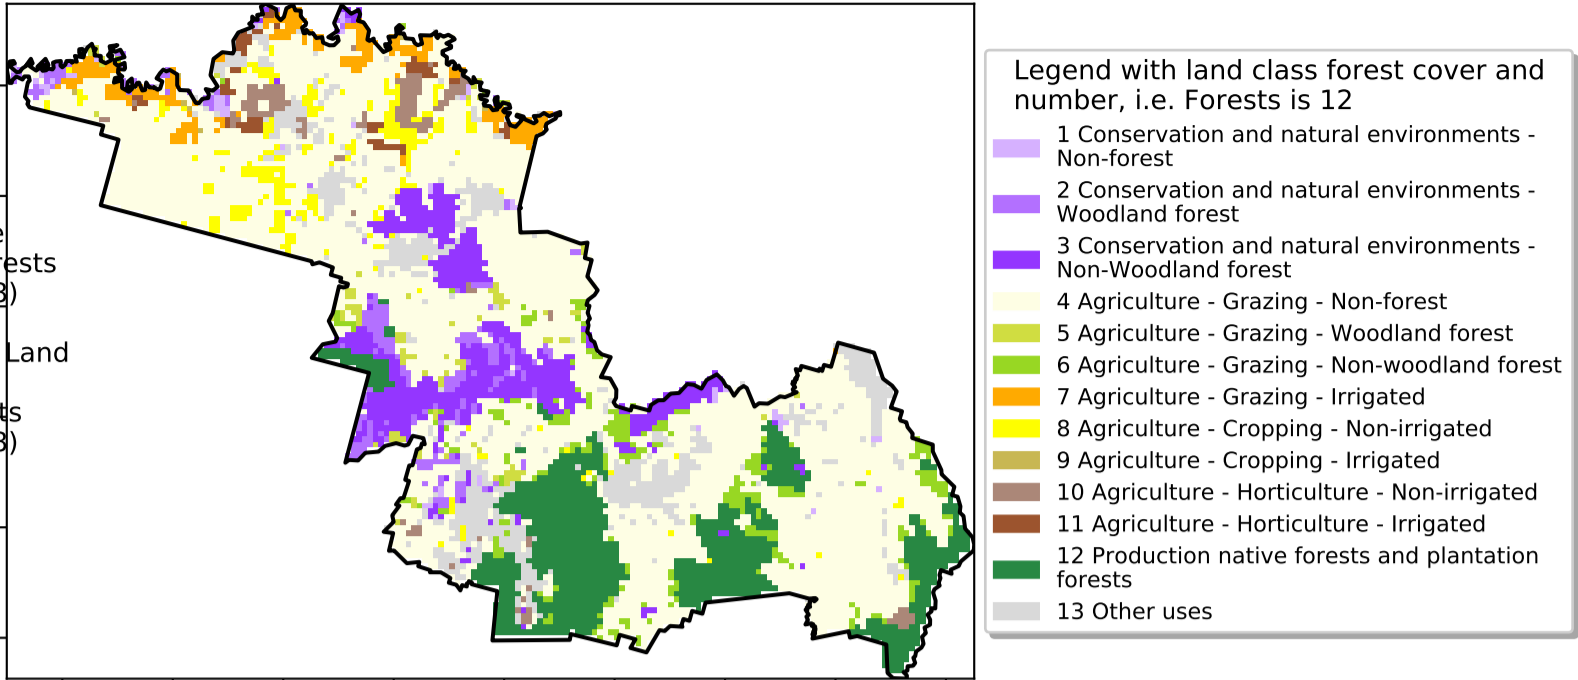 ests
3)
Land
ts
3)
Legend with land class forest cover and
number, i.e. Forests is 12
1 Conservation and natural environments -
Non-forest
2 Conservation and natural environments -
Woodland forest
3 Conservation and natural environments -
Non-Woodland forest
4 Agriculture - Grazing - Non-forest
5 Agriculture - Grazing - Woodland forest
6 Agriculture - Grazing - Non-woodland forest
7 Agriculture - Grazing - Irrigated
8 Agriculture - Cropping - Non-irrigated
9 Agriculture - Cropping - Irrigated
10 Agriculture - Horticulture - Non-irrigated
11 Agriculture - Horticulture - Irrigated
12 Production native forests and plantation
forests
13 Other uses